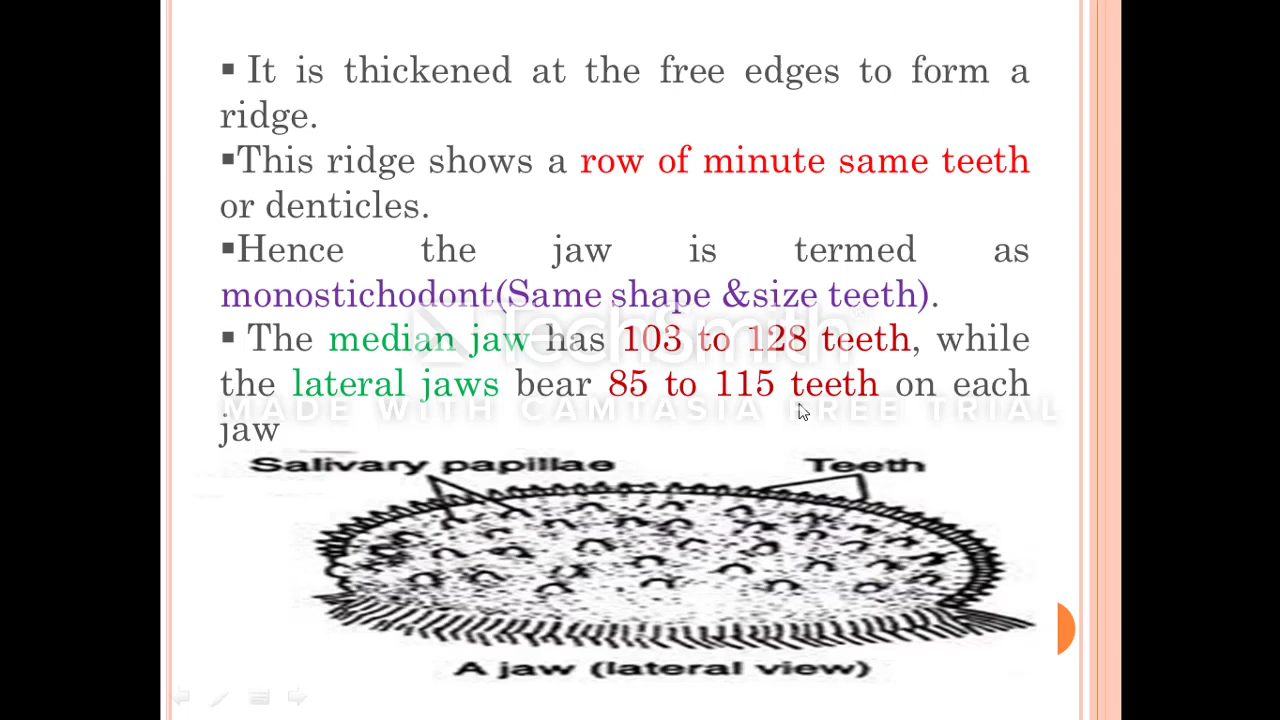 ▪ It is thickened at the free edges to form a
ridge.
▪This ridge shows a row of minute same teeth
or denticles.
▪Hence the jaw is termed as
monostichodont(Same shape &size teeth).
TechSmith®
▪ The median jaw has 103 to 128 teeth, while
the lateral jaws bear 85 to 115 teeth on each
MADE WITH CAMTASIA FREE TRIAL
jaw
Salivary papillae Teeth
A jaw (lateral view)